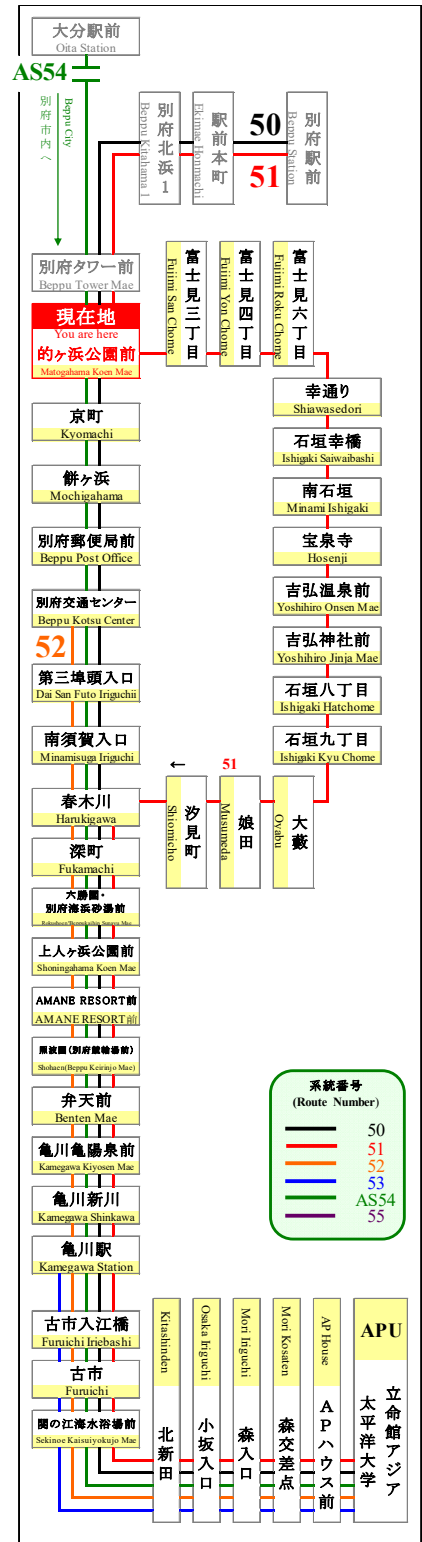 大分駅前
Oita Station
AS54
別府市内へ
Beppu City
別府北浜1
Beppu Kitahama 1
駅前本町
Ekimae Honmachi
50
51
別府駅前
Beppu Station
別府タワー前
Beppu Tower Mae
現在地
You are here
的ヶ浜公園前
Matogahama Koen Mae
富士見三丁目
Fujimi San Chome
富士見四丁目
Fujimi Yon Chome
富士見六丁目
Fujimi Roku Chome
幸通り
Shiawasedori
石垣幸橋
Ishigaki Saiwaibashi
南石垣
Minami Ishigaki
宝泉寺
Hosenji
吉弘温泉前
Yoshihiro Onsen Mae
吉弘神社前
Yoshihiro Jinja Mae
石垣八丁目
Ishigaki Hatchome
石垣九丁目
Ishigaki Kyu Chome
大藪
Oyabu
娘田
Musumeda
汐見町
Shiomicho
←
51
京町
Kyomachi
餅ヶ浜
Mochigahama
別府郵便局前
Beppu Post Office
別府交通センター
Beppu Kotsu Center
52
第三埠頭入口
Dai San Futo Iriguchii
南須賀入口
Minamisuga Iriguchi
春木川
Harukigawa
深町
Fukamachi
六勝園・
別府海浜砂湯前
上人ヶ浜公園前
Shoningahama Koen Mae
AMANE RESORT前
AMANE RESORT前
照波園(別府競輪場前)
Shohaen(Beppu Keirinjo Mae)
弁天前
Benten Mae
亀川亀陽泉前
Kamegawa Kiyosen Mae
亀川新川
Kamegawa Shinkawa
亀川駅
Kamegawa Station
古市入江橋
Furuichi Iriebashi
古市
Furuichi
関の江海水浴場前
Sekinoe Kaisuiyokujo Mae
系統番号
(Route Number)
50
51
52
53
AS54
55
Kitashinden
北新田
Osaka Iriguchi
小坂入口
Mori Iriguchi
森入口
Mori Kosaten
森交差点
AP House
APハウス前
APU
立命館アジア
太平洋大学